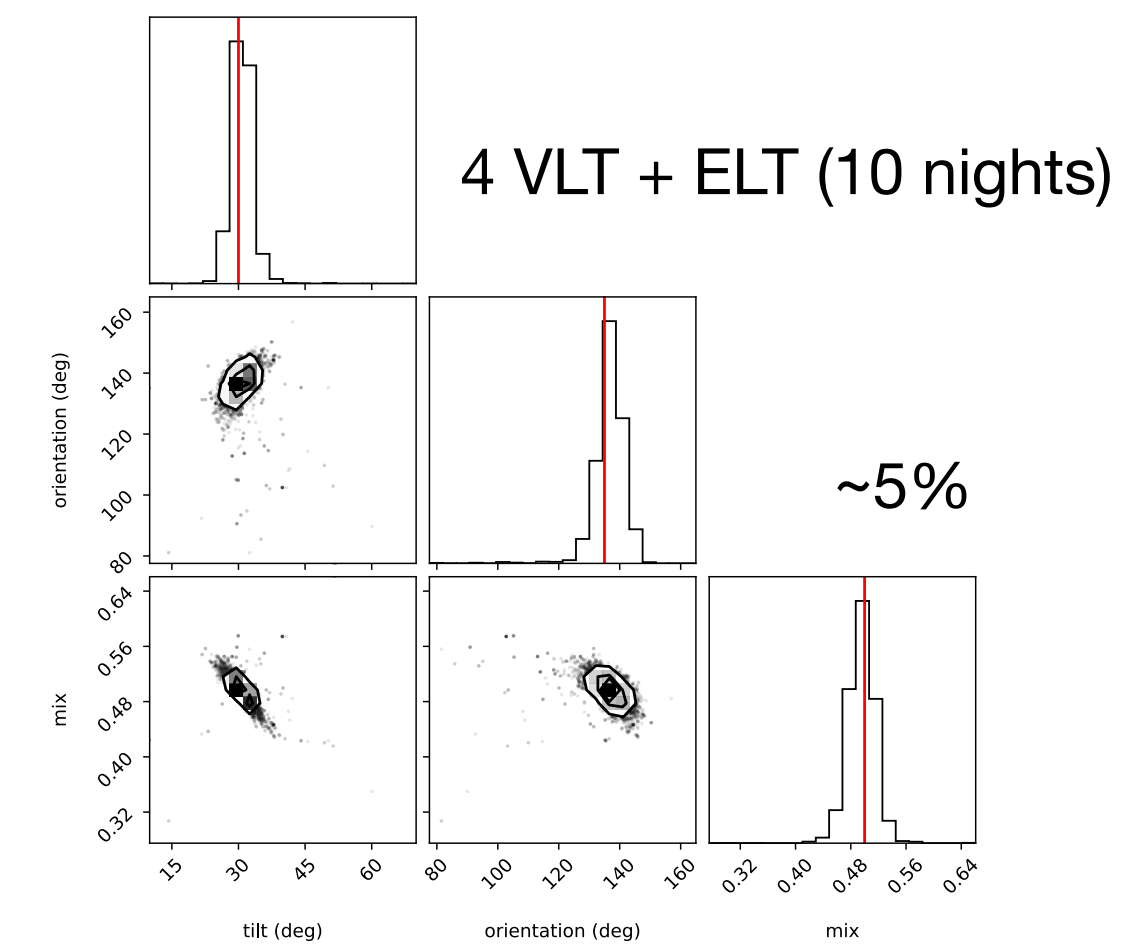 4 VLT + ELT (10 nights)
160
140
120
100
80
orientation (deg)
~5%
0.64
0.56
0.48
0.40
0.32
mix
15 30 45 60
80 100 120 140 160
0.32 0.40 0.48 0.56 0.64
tilt (deg)
orientation (deg)
mix